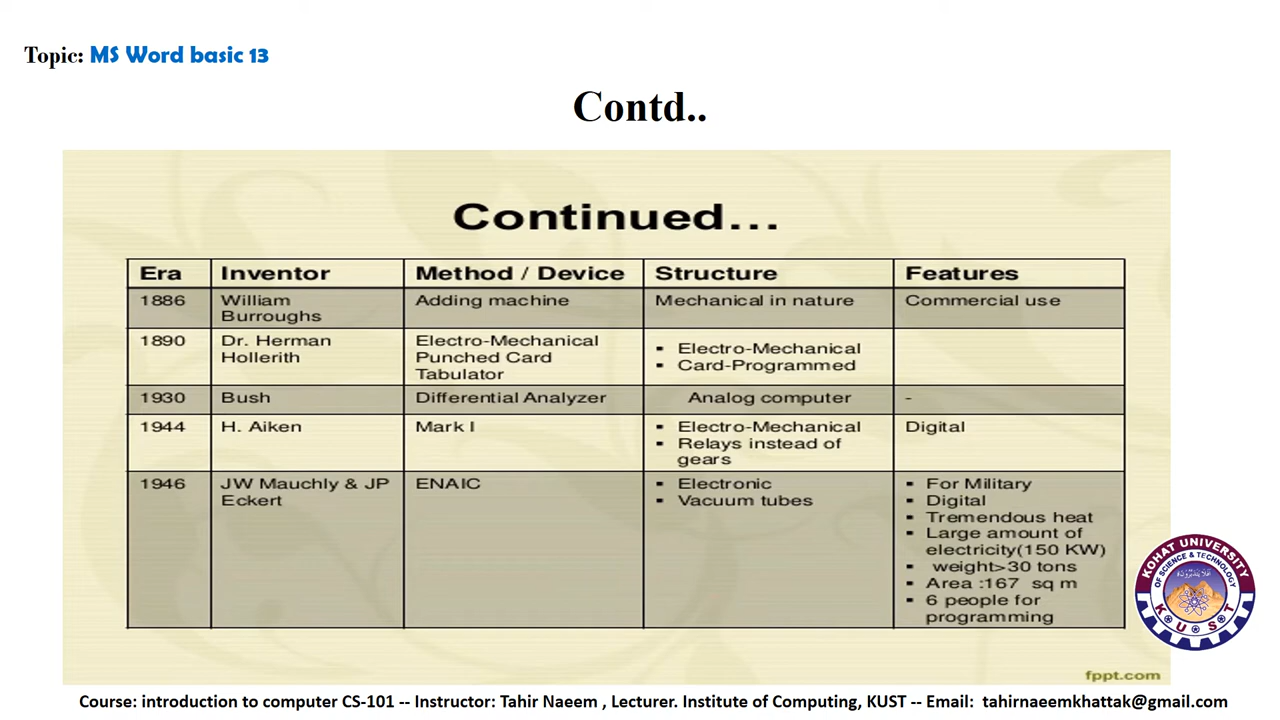 Topic: MS Word basic 13
Contd..
Continued...
Era Inventor Method / Device Structure Features
1886 William Burroughs Adding machine Mechanical in nature Commercial use
1890 Dr. Herman Hollerith Electro-Mechanical Punched Card Tabulator ▪ Electro-Mechanical ▪ Card-Programmed
1930 Bush Differential Analyzer Analog computer -
1944 H. Aiken Mark I ▪ Electro-Mechanical ▪ Relays instead of gears Digital
1946 JW Mauchly & JP Eckert ENAIC ▪ Electronic ▪ Vacuum tubes ▪ For Military
▪ Digital
▪ Tremendous heat
▪ Large amount of
electricity(150 KW)
▪ weight>30 tons
▪ Area :167 sq m
▪ 6 people for
programming
KOHAT UNIVERSITY
OF SCIENCE & TECHNOLOGY
K U S T
fppt.com
Course: introduction to computer CS-101 -- Instructor: Tahir Naeem , Lecturer. Institute of Computing, KUST -- Email: tahirnaeemkhattak@gmail.com